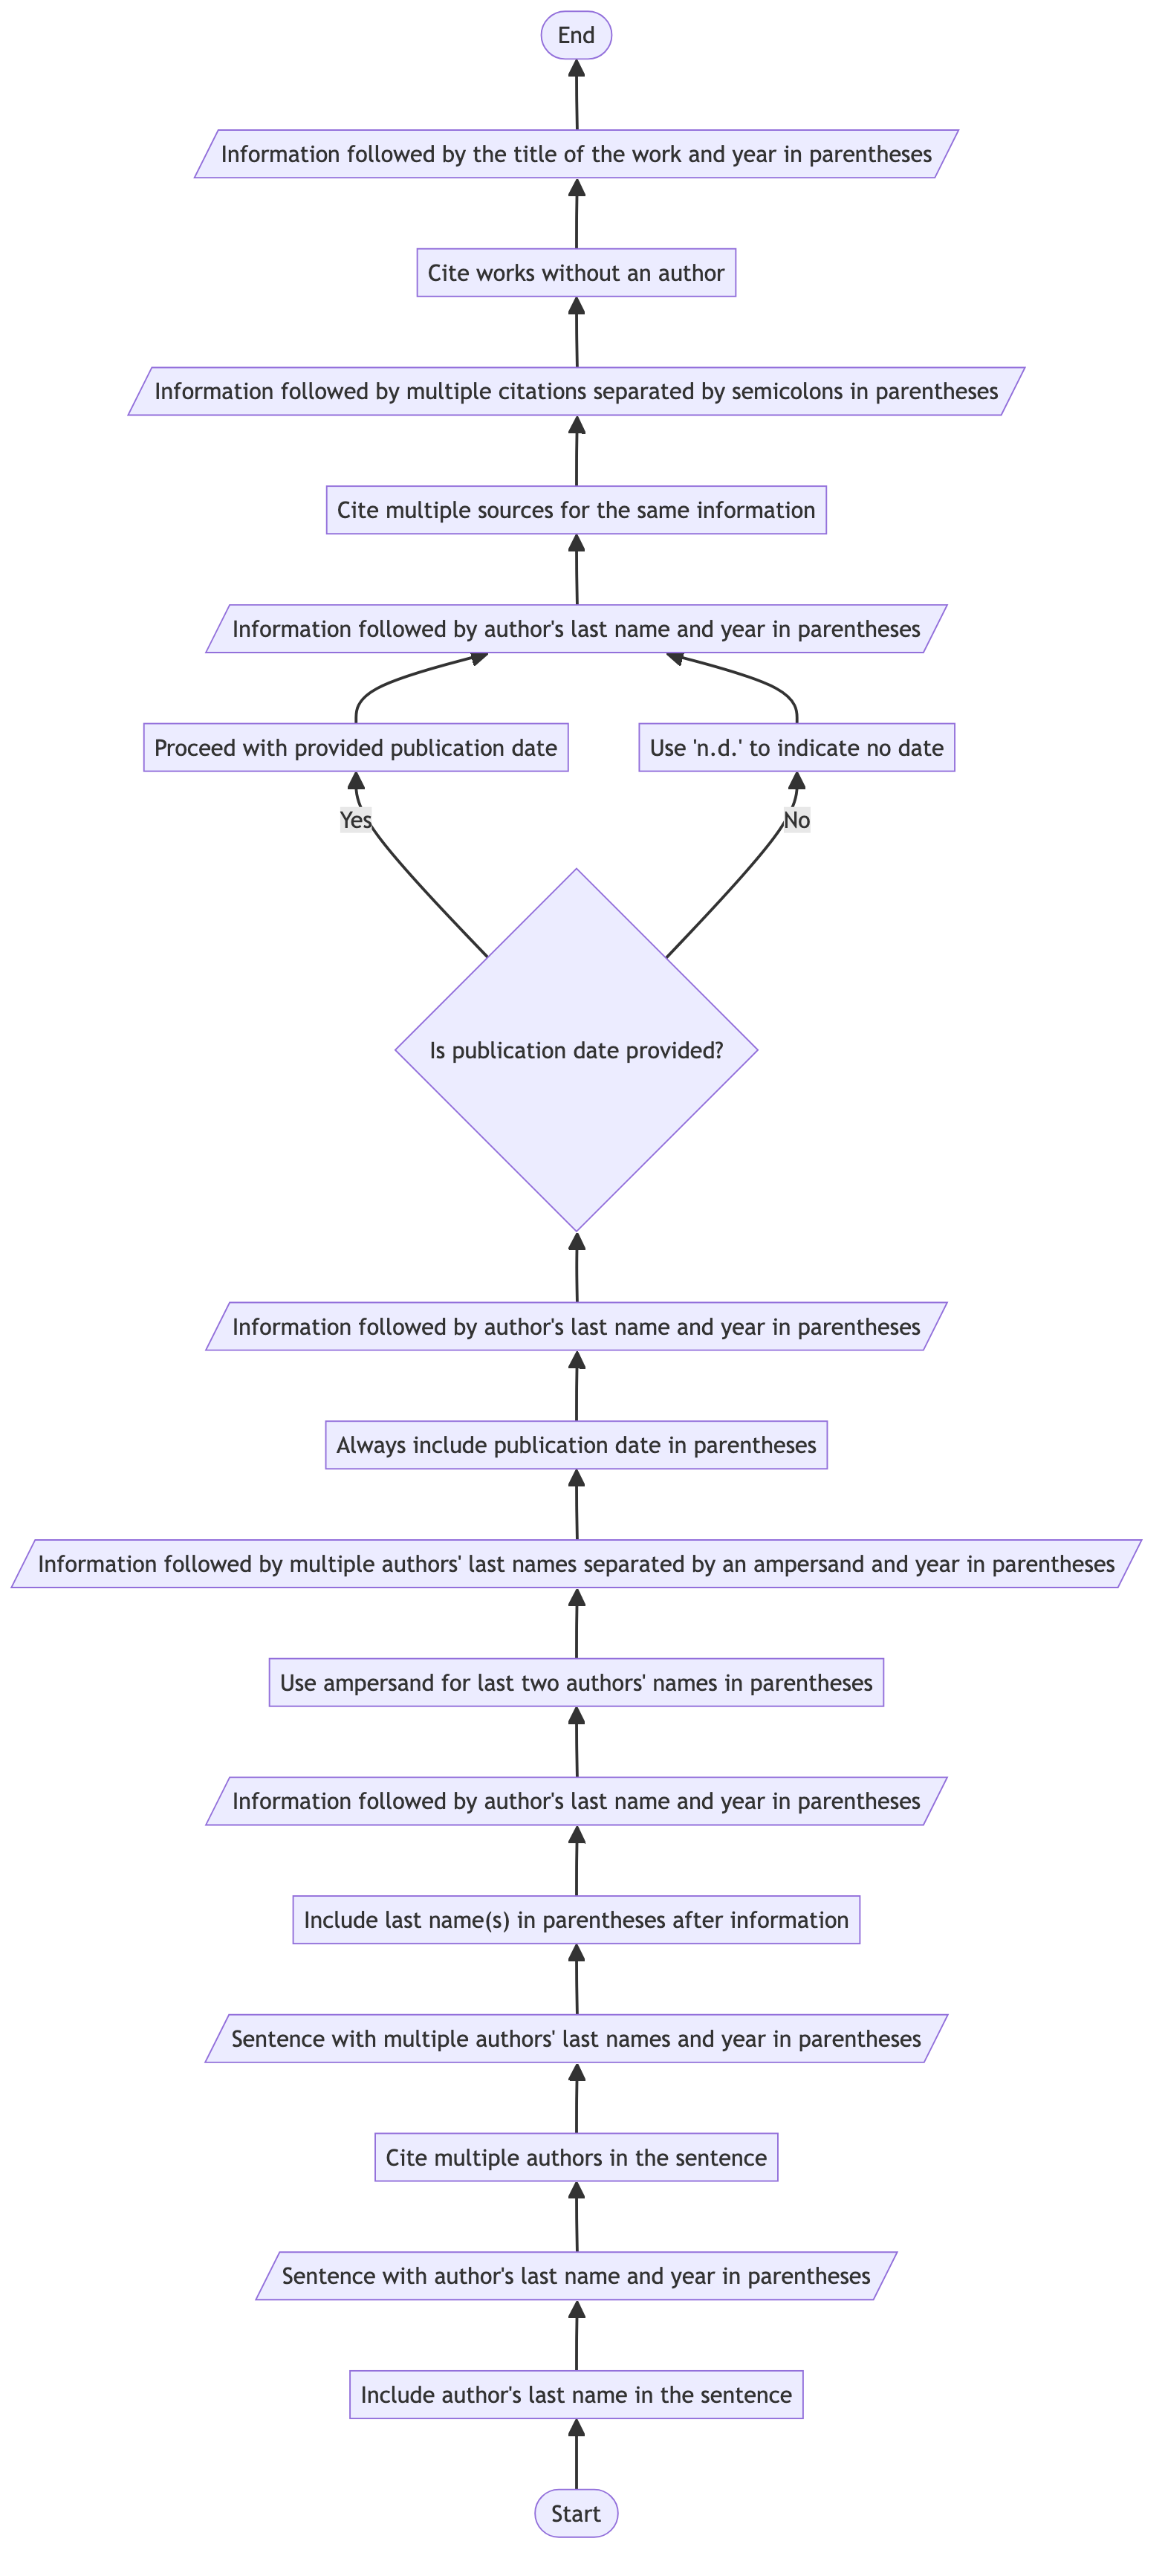 End
Information followed by the title of the work and year in parentheses
Cite works without an author
Information followed by multiple citations separated by semicolons in parentheses
Cite multiple sources for the same information
Information followed by author's last name and year in parentheses
Proceed with provided publication date
Use 'n.d.' to indicate no date
Yes
No
Is publication date provided?
Information followed by author's last name and year in parentheses
Always include publication date in parentheses
Information followed by multiple authors' last names separated by an ampersand and year in parentheses
Use ampersand for last two authors' names in parentheses
Information followed by author's last name and year in parentheses
Include last name(s) in parentheses after information
Sentence with multiple authors' last names and year in parentheses
Cite multiple authors in the sentence
Sentence with author's last name and year in parentheses
Include author's last name in the sentence
Start